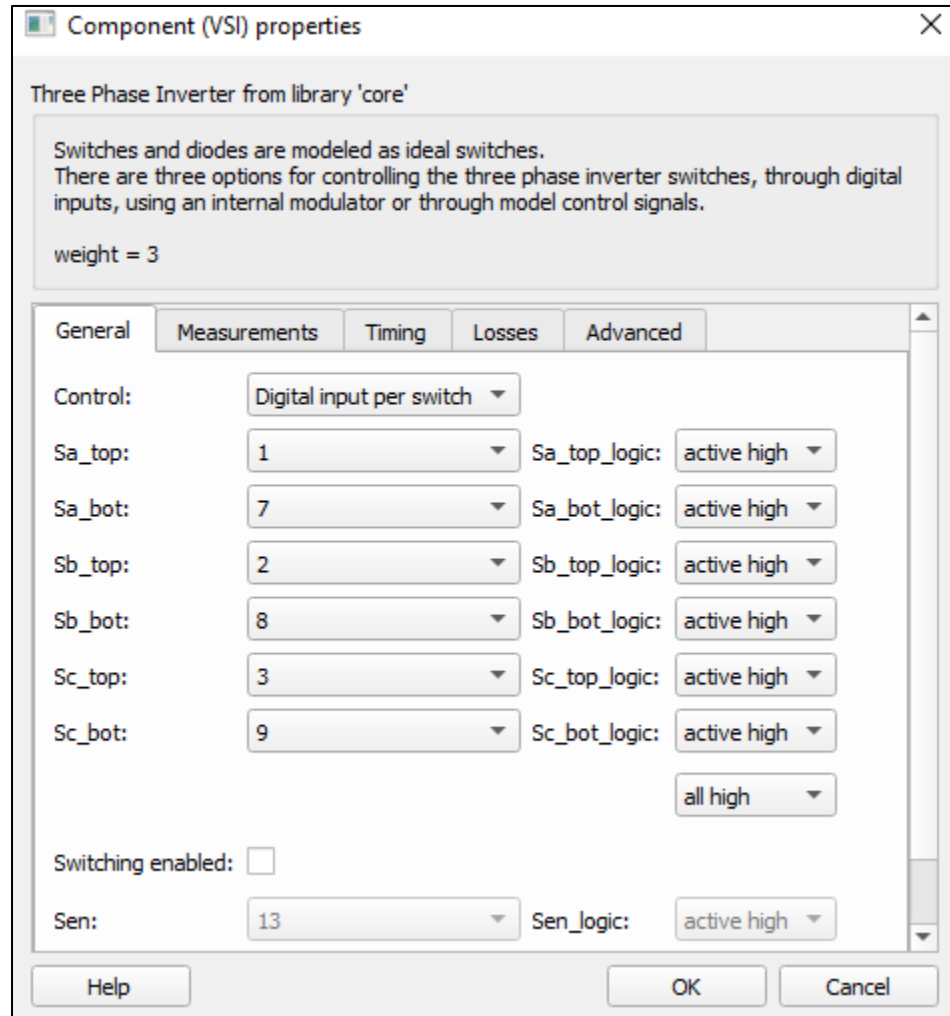 Component (VSI) properties
Three Phase Inverter from library 'core'
Switches and diodes are modeled as ideal switches.
There are three options for controlling the three phase inverter switches, through digital
inputs, using an internal modulator or through model control signals.
weight = 3
General Measurements Timing Losses Advanced
Control: Digital input per switch
Sa_top: 1 Sa_top_logic: active high
Sa_bot: 7 Sa_bot_logic: active high
Sb_top: 2 Sb_top_logic: active high
Sb_bot: 8 Sb_bot_logic: active high
Sc_top: 3 Sc_top_logic: active high
Sc_bot: 9 Sc_bot_logic: active high
all high
Switching enabled:
Sen: 13 Sen_logic: active high
Help OK Cancel